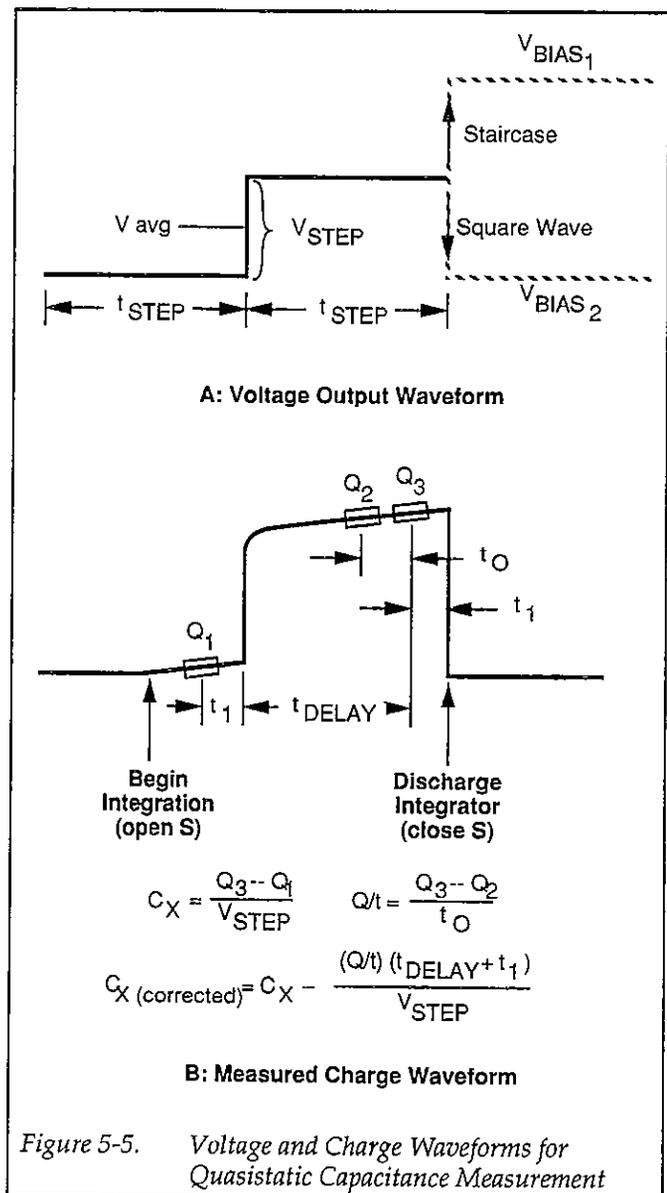 V_BIAS_1
Staircase
V avg
V_STEP
Square Wave
t_STEP
t_STEP
V_BIAS_2
A: Voltage Output Waveform
Q_2 Q_3
t_O
t_1
Q_1
t_1
t_DELAY
Begin Integration (open S)
Discharge Integrator (close S)
C_X = (Q_3 -- Q_1) / V_STEP
Q/t = (Q_3 -- Q_2) / t_O
C_X (corrected) = C_X – (Q/t) (t_DELAY + t_1) / V_STEP
B: Measured Charge Waveform
Figure 5-5. Voltage and Charge Waveforms for
Quasistatic Capacitance Measurement